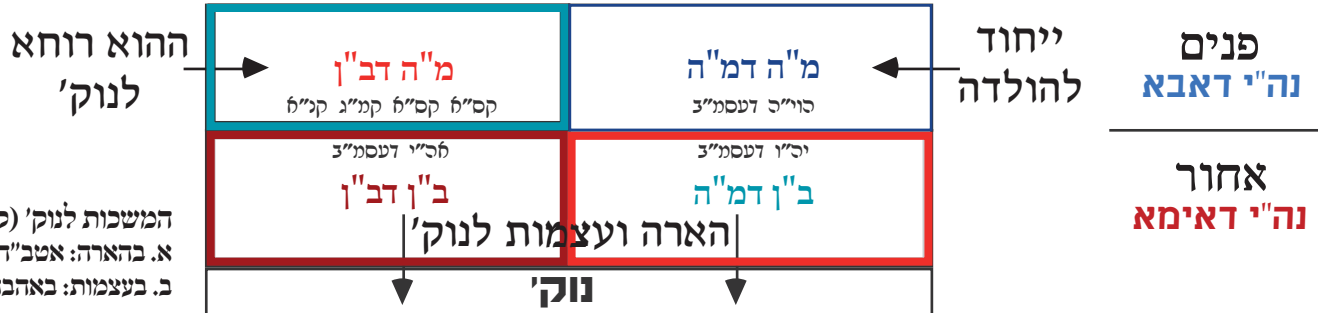 פנים
נה"י דאבא
אחור
נה"י דאימא
ייחוד
להולדה
מ"ה דמ"ה
הוי"ה דעסמ"ב
מ"ה דב"ן
קס"א קס"א קמ"ג קנ"א
ההוא רוחא
לנוק'
יה"ו דעסמ"ב
ב"ן דמ"ה
אה"י דעסמ"ב
ב"ן דב"ן
הארה ועצמות לנוק'
נוק'
המשכות לנוק'
א. בהארה: אטב"ד
ב. בעצמות: